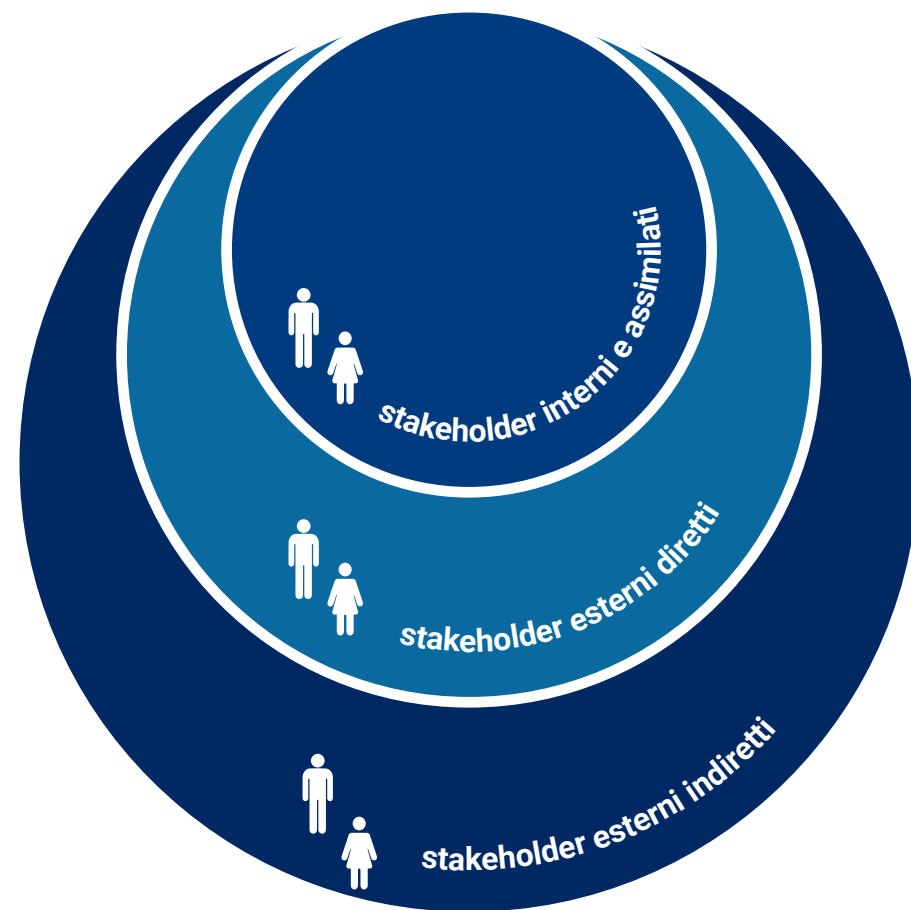 stakeholder interni e assimilati
stakeholder esterni diretti
stakeholder esterni indiretti